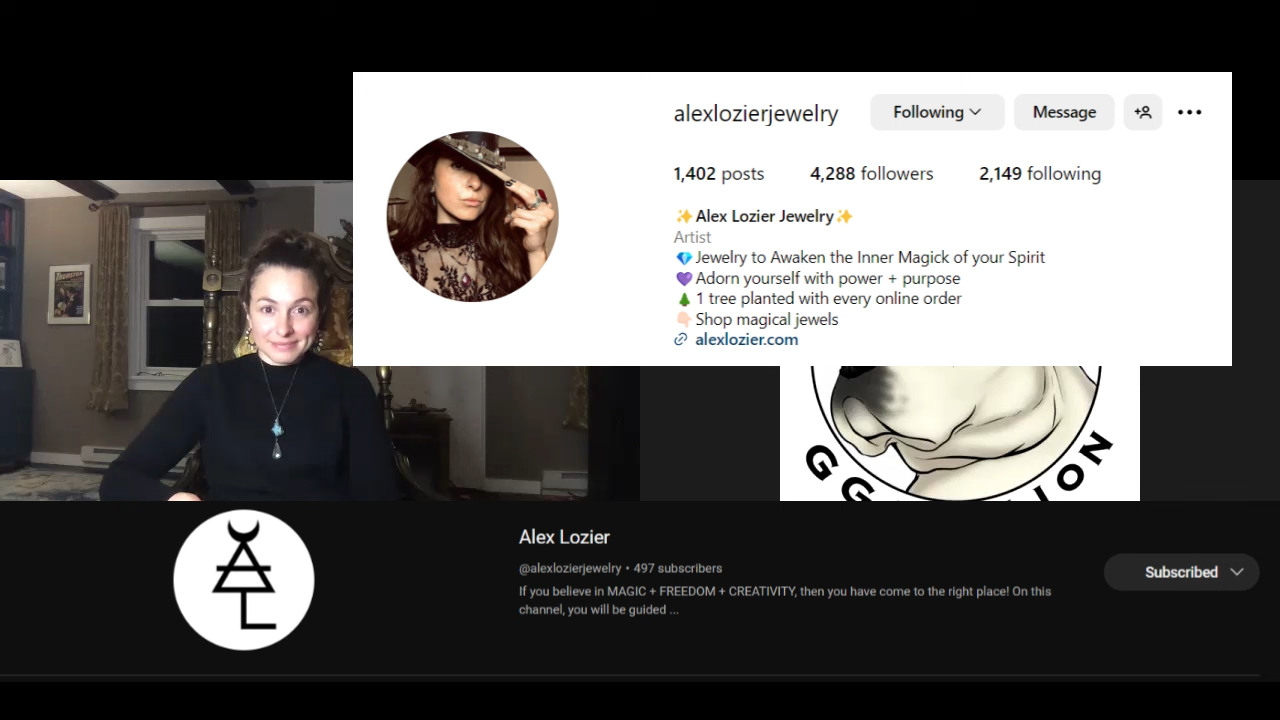 alexlozierjewelry Following Message
1,402 posts 4,288 followers 2,149 following
✨Alex Lozier Jewelry✨
Artist
💎Jewelry to Awaken the Inner Magick of your Spirit
💜Adorn yourself with power + purpose
🌲1 tree planted with every online order
👇🏻Shop magical jewels
alexlozier.com
THURSTON
Alex Lozier
@alexlozierjewelry • 497 subscribers
If you believe in MAGIC + FREEDOM + CREATIVITY, then you have come to the right place! On this
channel, you will be guided ...
Subscribed